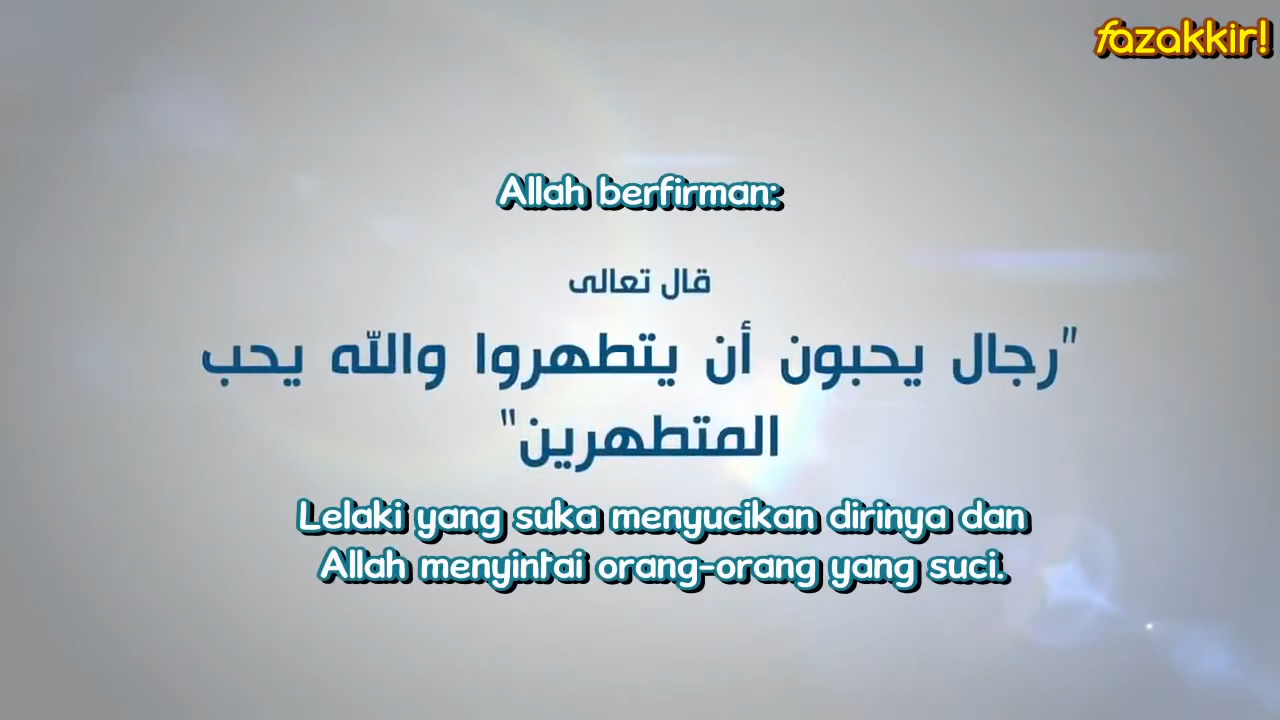 fazakkir!
Allah berfirman:
قال تعالى
"رجال يحبون أن يتطهروا والله يحب
المتطهرين"
Lelaki yang suka menyucikan dirinya dan
Allah menyintai orang-orang yang suci.